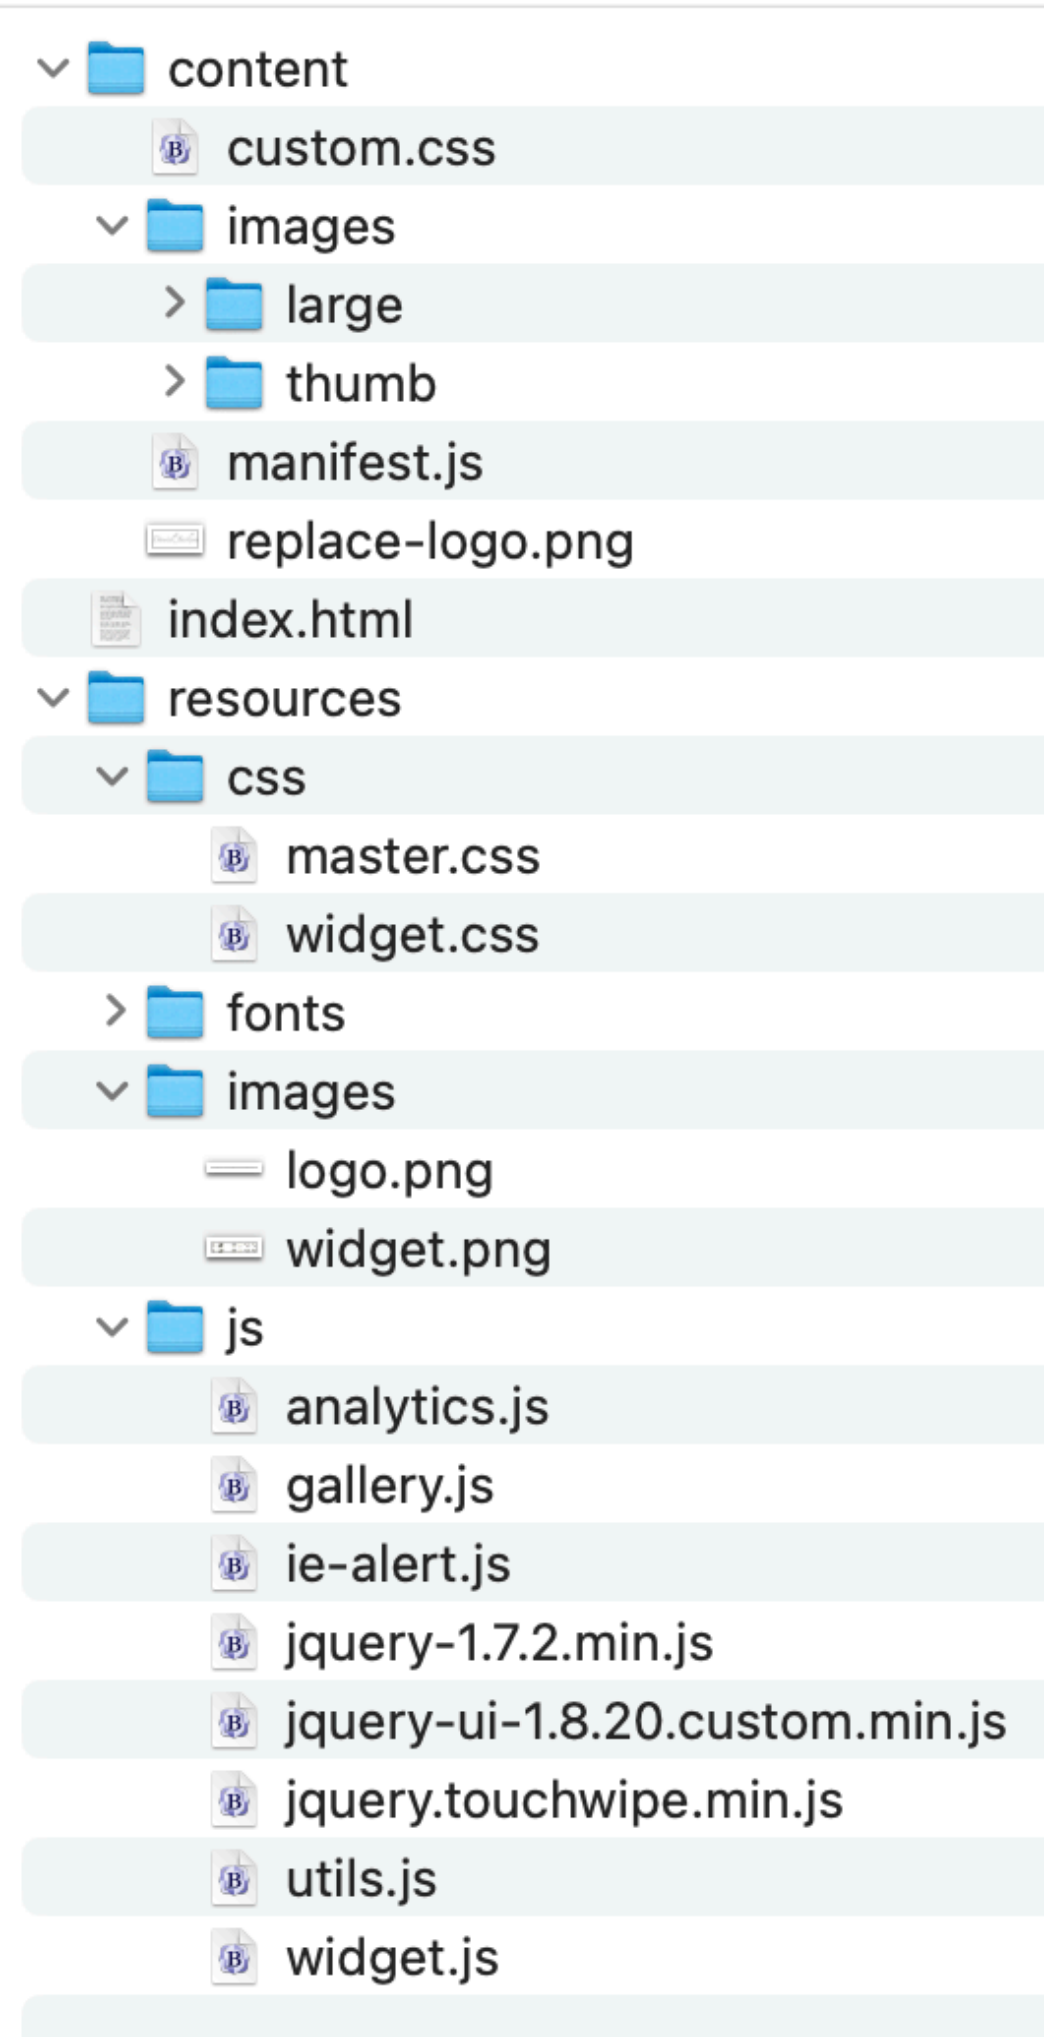 content
custom.css
images
large
thumb
manifest.js
replace-logo.png
index.html
resources
css
master.css
widget.css
fonts
images
logo.png
widget.png
js
analytics.js
gallery.js
ie-alert.js
jquery-1.7.2.min.js
jquery-ui-1.8.20.custom.min.js
jquery.touchwipe.min.js
utils.js
widget.js